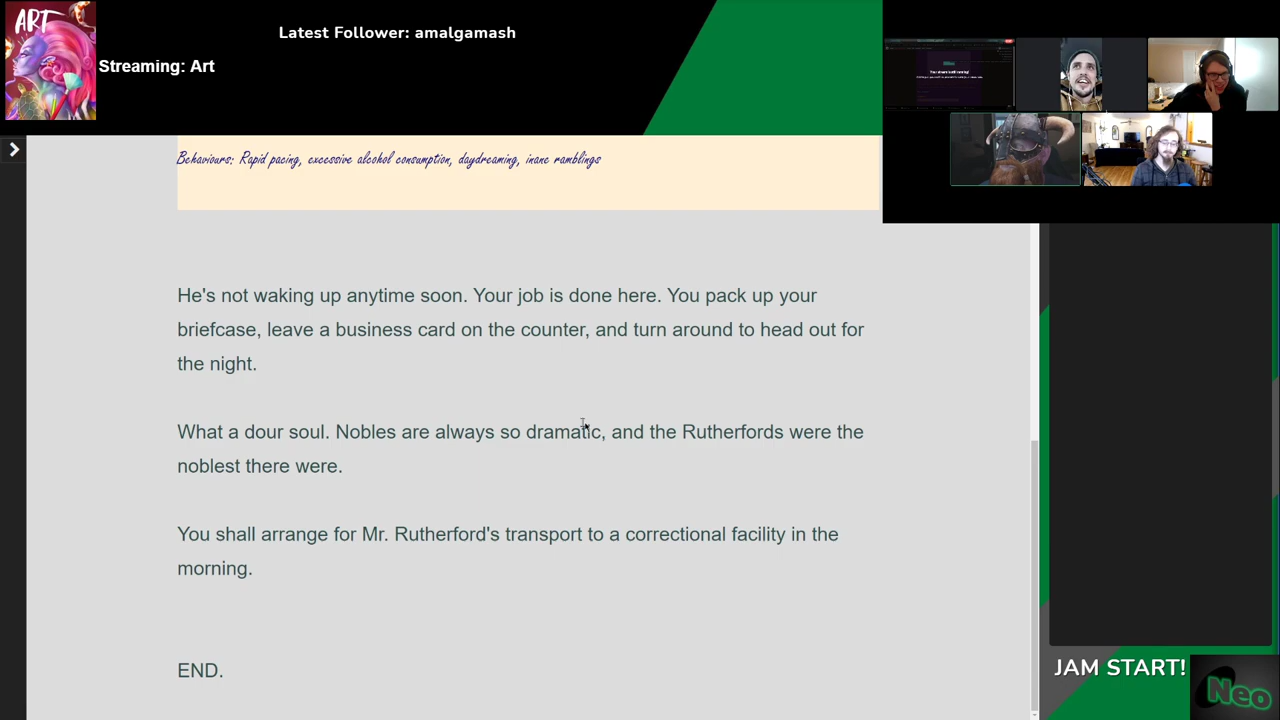 Latest Follower: amalgamash
ART
Streaming: Art
Behaviours: Rapid pacing, excessive alcohol consumption, daydreaming, inane ramblings
He's not waking up anytime soon. Your job is done here. You pack up your
briefcase, leave a business card on the counter, and turn around to head out for
the night.
What a dour soul. Nobles are always so dramatic, and the Rutherfords were the
noblest there were.
You shall arrange for Mr. Rutherford's transport to a correctional facility in the
morning.
END.
JAM START!
Neo